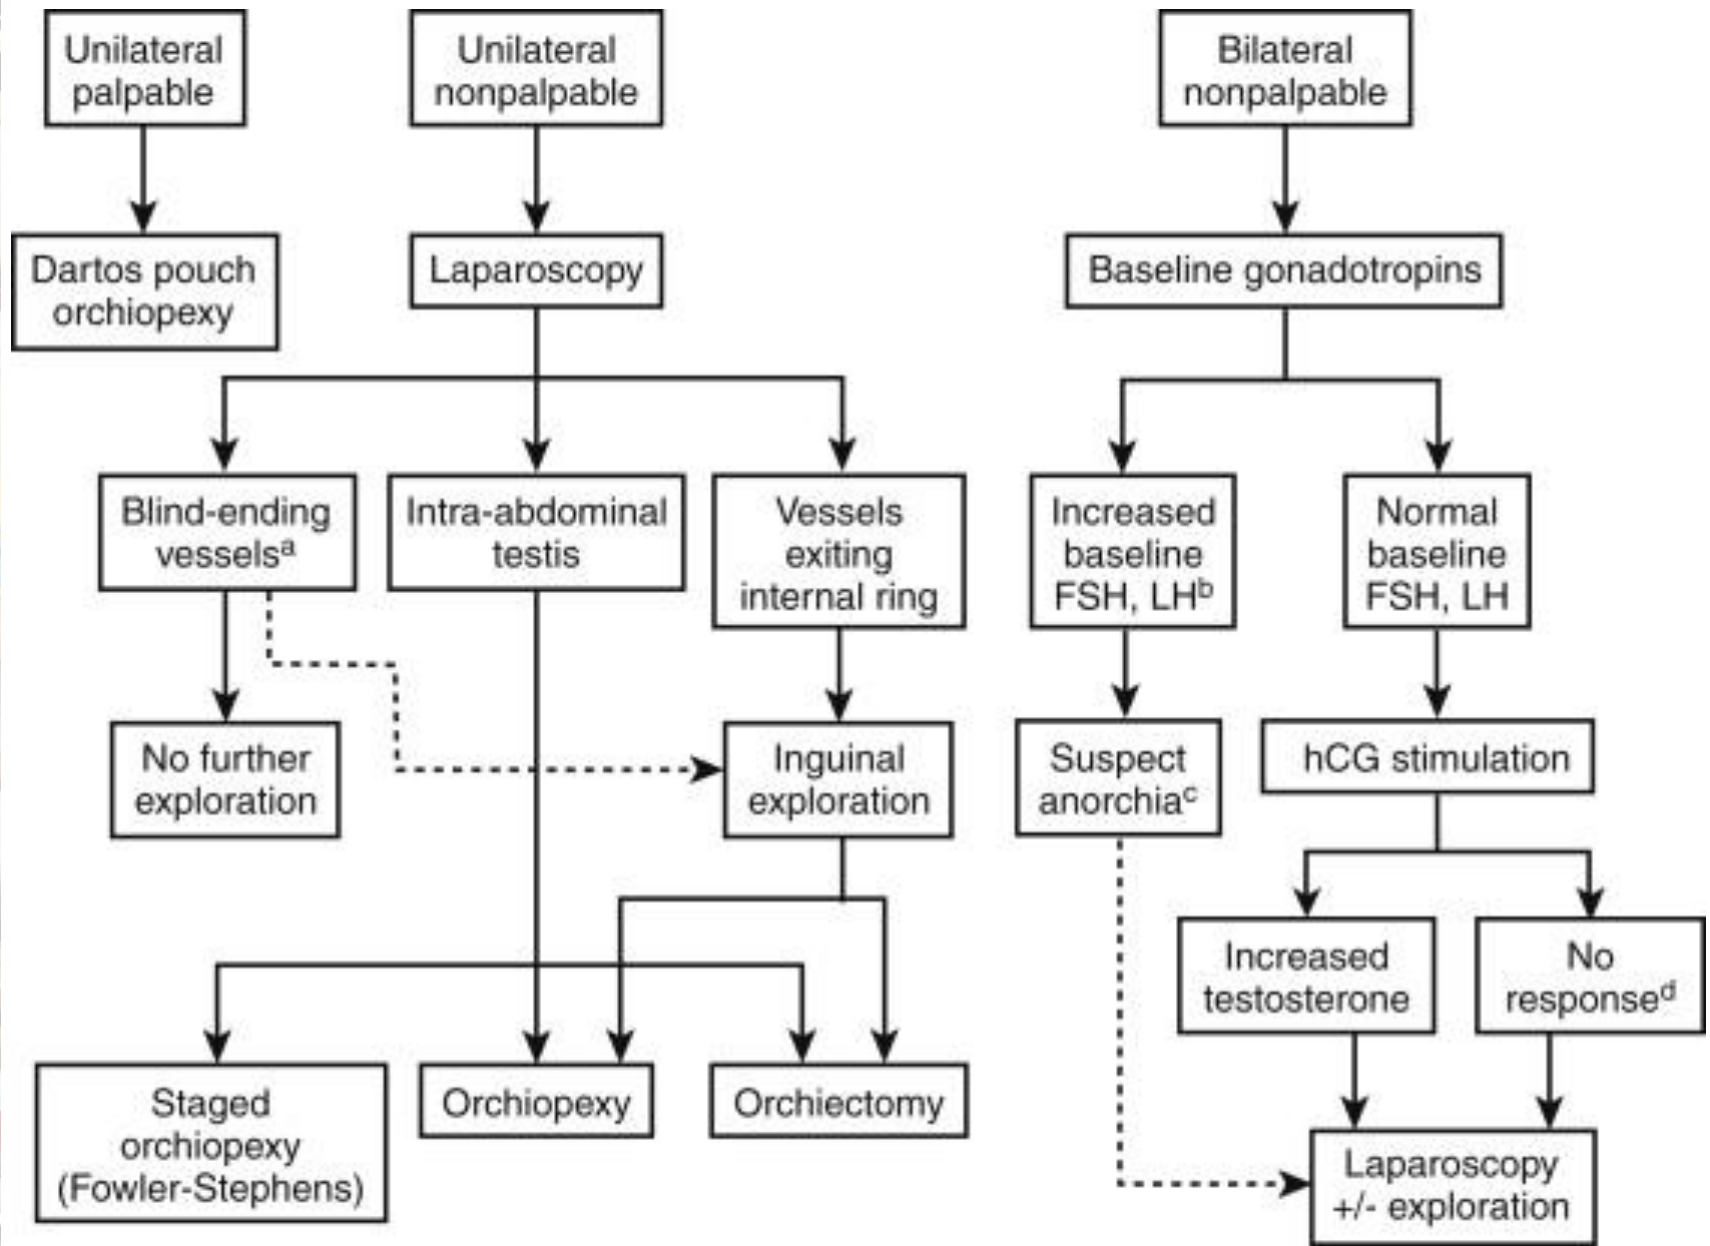 Unilateral
palpable
Unilateral
nonpalpable
Bilateral
nonpalpable
Dartos pouch
orchiopexy
Laparoscopy
Baseline gonadotropins
Blind-ending
vesselsᵃ
Intra-abdominal
testis
Vessels
exiting
internal ring
Increased
baseline
FSH, LHᵇ
Normal
baseline
FSH, LH
No further
exploration
Inguinal
exploration
Suspect
anorchiaᶜ
hCG stimulation
Increased
testosterone
No
responseᵈ
Staged
orchiopexy
(Fowler-Stephens)
Orchiopexy
Orchiectomy
Laparoscopy
+/- exploration